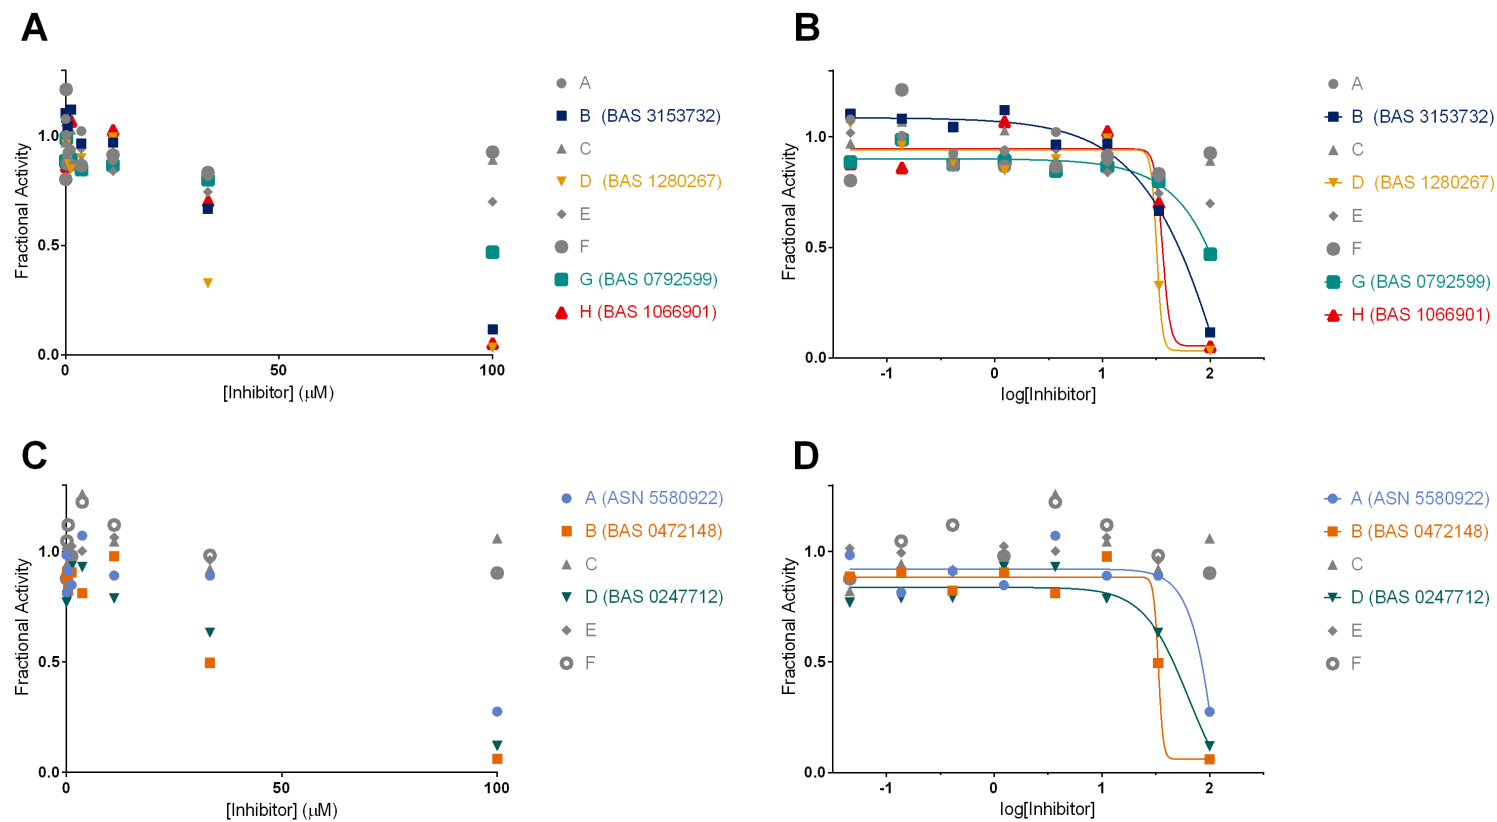 A
Fractional Activity
1.0
0.5
0.0
0
50
100
[Inhibitor] (μM)
A
B (BAS 3153732)
C
D (BAS 1280267)
E
F
G (BAS 0792599)
H (BAS 1066901)
B
Fractional Activity
1.0
0.5
0.0
-1
0
1
2
log[Inhibitor]
A
B (BAS 3153732)
C
D (BAS 1280267)
E
F
G (BAS 0792599)
H (BAS 1066901)
C
Fractional Activity
1.0
0.5
0.0
0
50
100
[Inhibitor] (μM)
A (ASN 5580922)
B (BAS 0472148)
C
D (BAS 0247712)
E
F
D
Fractional Activity
1.0
0.5
0.0
-1
0
1
2
log[Inhibitor]
A (ASN 5580922)
B (BAS 0472148)
C
D (BAS 0247712)
E
F